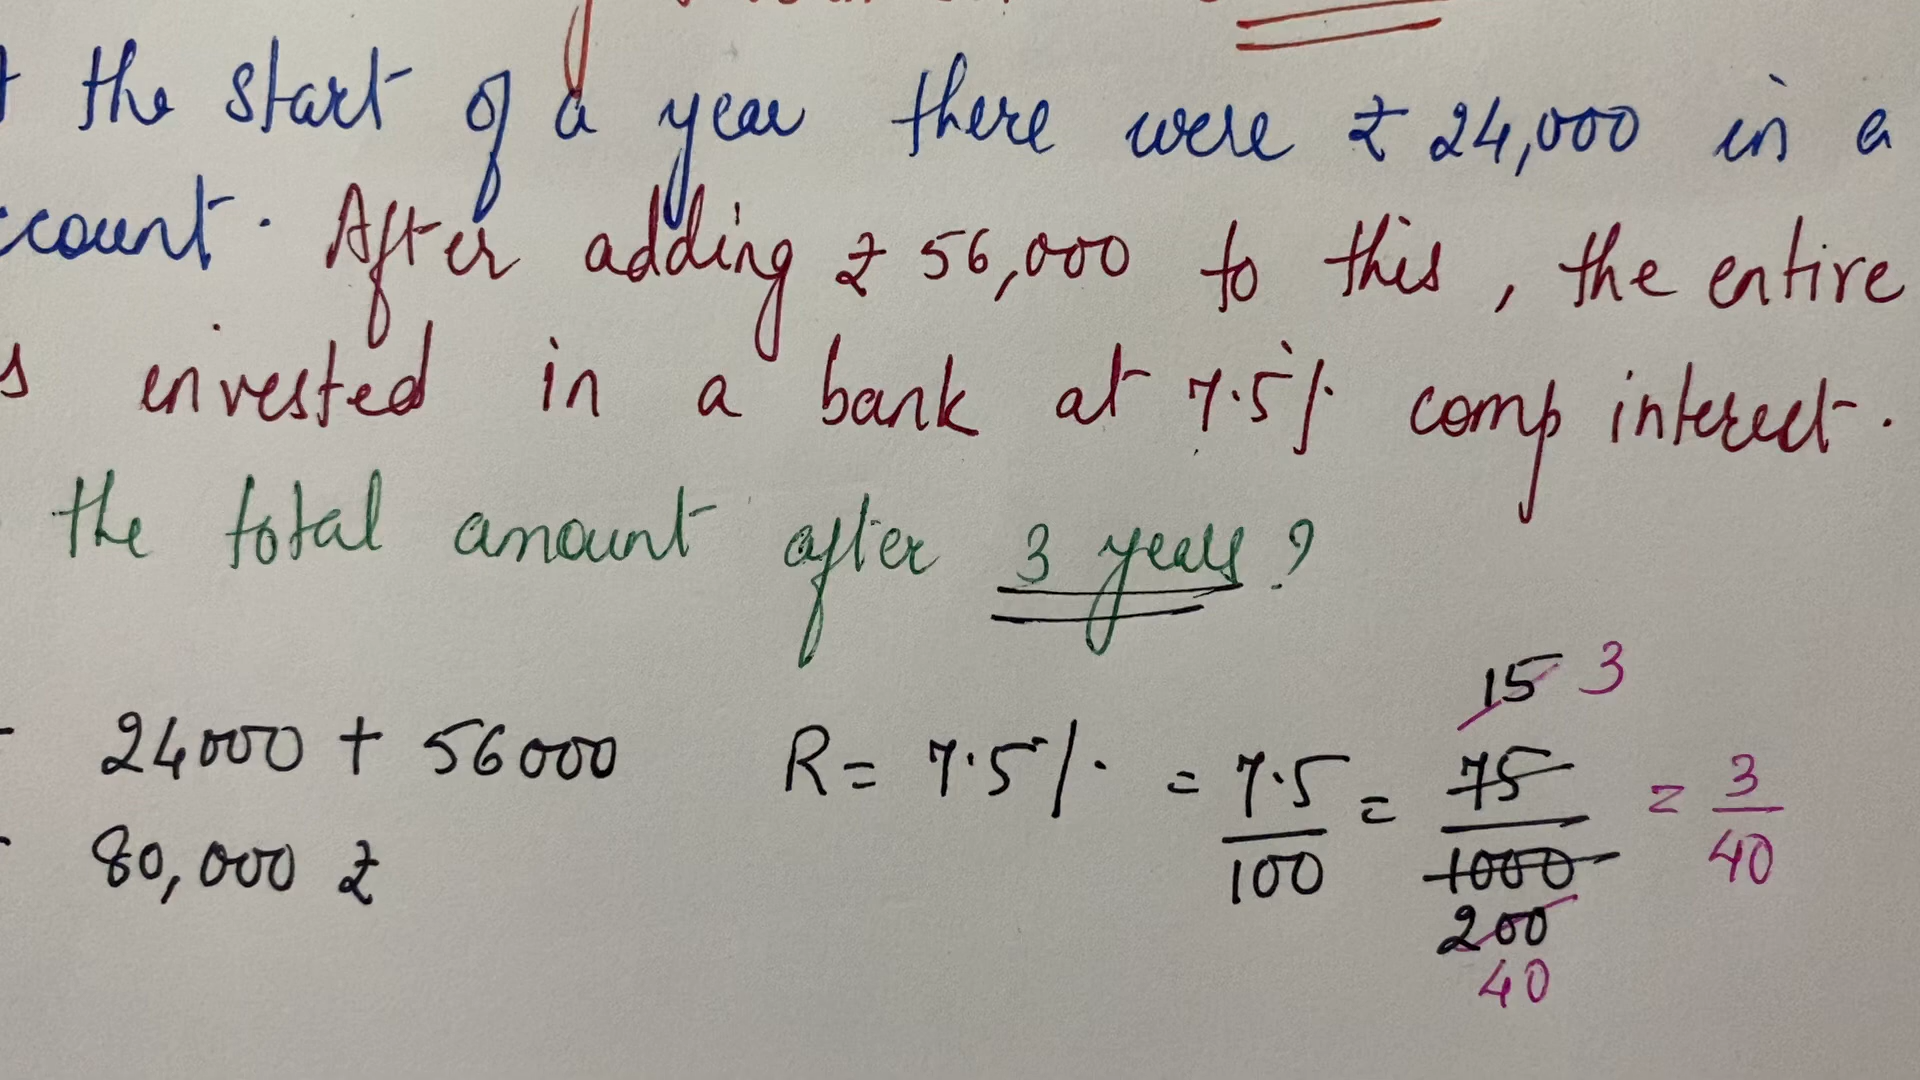 the start of a year there were ₹ 24,000 in a
ccount. After adding ₹ 56,000 to this, the entire
s invested in a bank at 7.5% comp interest.
the total amount after 3 years?
24000 + 56000
80,000 ₹
R = 7.5% = 7.5/100 = 75/1000 = 3/40
15 3
200
40